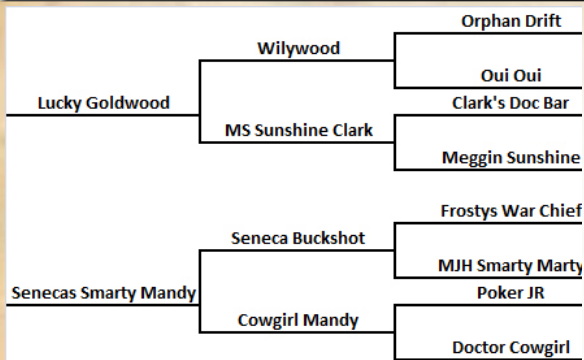 Orphan Drift
Wilywood
Oui Oui
Lucky Goldwood
Clark's Doc Bar
MS Sunshine Clark
Meggin Sunshine
Frostys War Chief
Seneca Buckshot
MJH Smarty Marty
Senecas Smarty Mandy
Poker JR
Cowgirl Mandy
Doctor Cowgirl